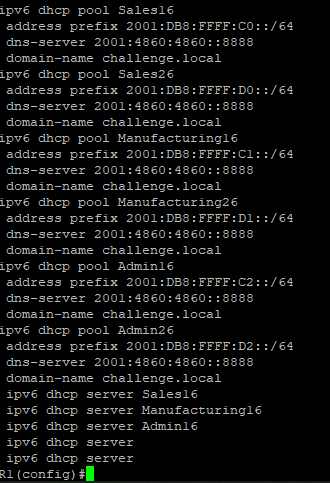 ipv6 dhcp pool Sales16
 address prefix 2001:DB8:FFFF:C0::/64
 dns-server 2001:4860:4860::8888
 domain-name challenge.local
ipv6 dhcp pool Sales26
 address prefix 2001:DB8:FFFF:D0::/64
 dns-server 2001:4860:4860::8888
 domain-name challenge.local
ipv6 dhcp pool Manufacturing16
 address prefix 2001:DB8:FFFF:C1::/64
 dns-server 2001:4860:4860::8888
 domain-name challenge.local
ipv6 dhcp pool Manufacturing26
 address prefix 2001:DB8:FFFF:D1::/64
 dns-server 2001:4860:4860::8888
 domain-name challenge.local
ipv6 dhcp pool Admin16
 address prefix 2001:DB8:FFFF:C2::/64
 dns-server 2001:4860:4860::8888
 domain-name challenge.local
ipv6 dhcp pool Admin26
 address prefix 2001:DB8:FFFF:D2::/64
 dns-server 2001:4860:4860::8888
 domain-name challenge.local
 ipv6 dhcp server Sales16
 ipv6 dhcp server Manufacturing16
 ipv6 dhcp server Admin16
 ipv6 dhcp server
 ipv6 dhcp server
R1(config)#